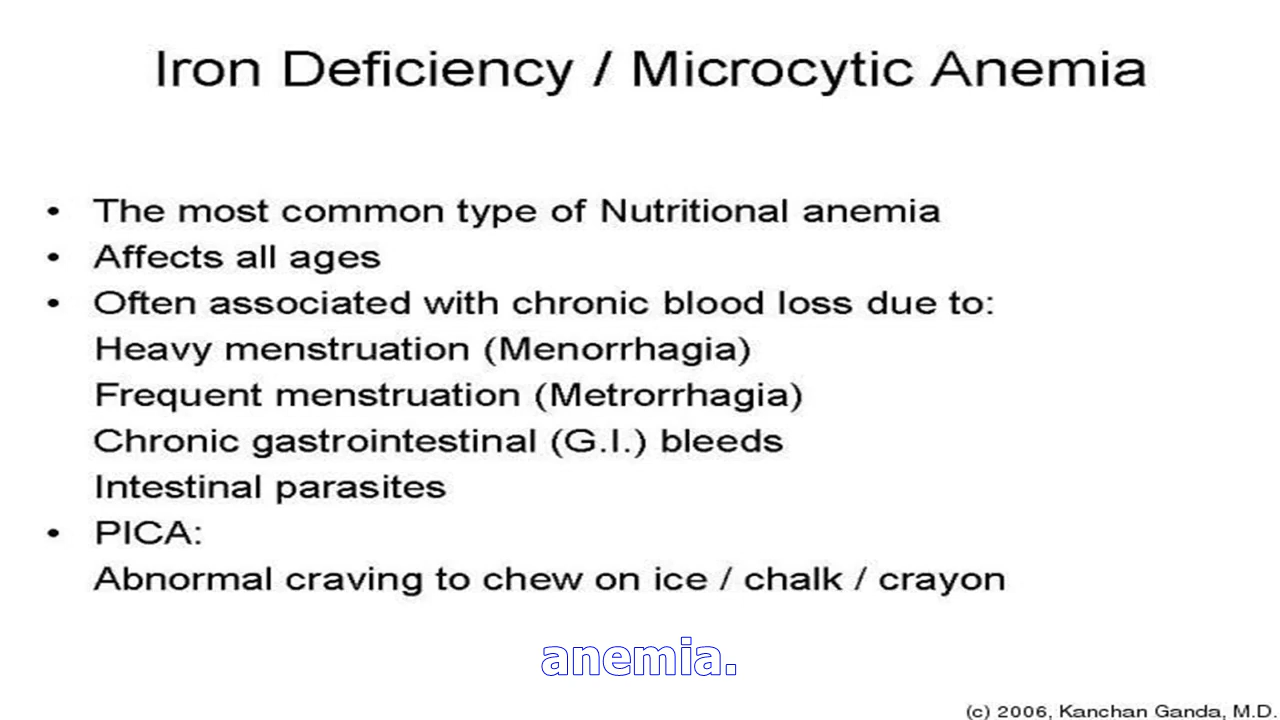 Iron Deficiency / Microcytic Anemia
• The most common type of Nutritional anemia
• Affects all ages
• Often associated with chronic blood loss due to:
Heavy menstruation (Menorrhagia)
Frequent menstruation (Metrorrhagia)
Chronic gastrointestinal (G.I.) bleeds
Intestinal parasites
• PICA:
Abnormal craving to chew on ice / chalk / crayon
anemia.
(c) 2006, Kanchan Ganda, M.D.